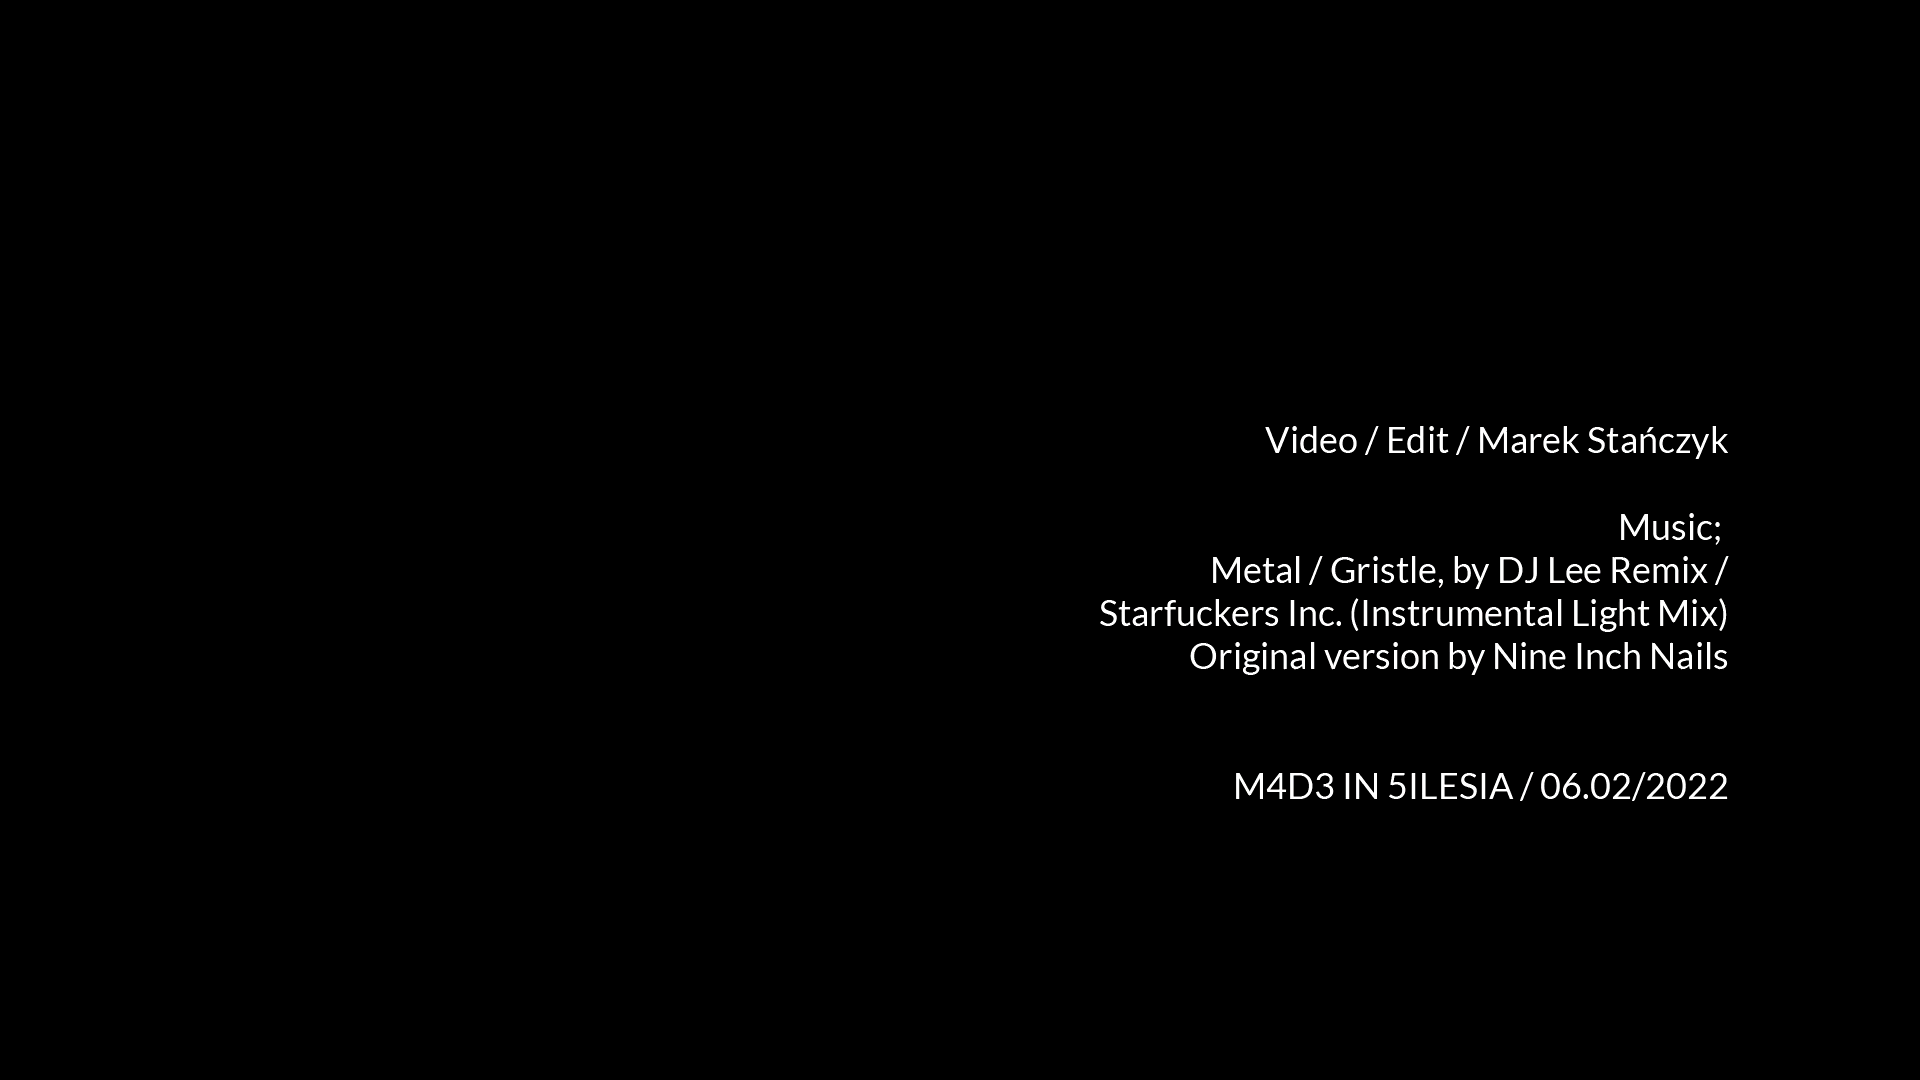 Video / Edit / Marek Stańczyk
Music;
Metal / Gristle, by DJ Lee Remix /
Starfuckers Inc. (Instrumental Light Mix)
Original version by Nine Inch Nails
M4D3 IN 5ILESIA / 06.02/2022